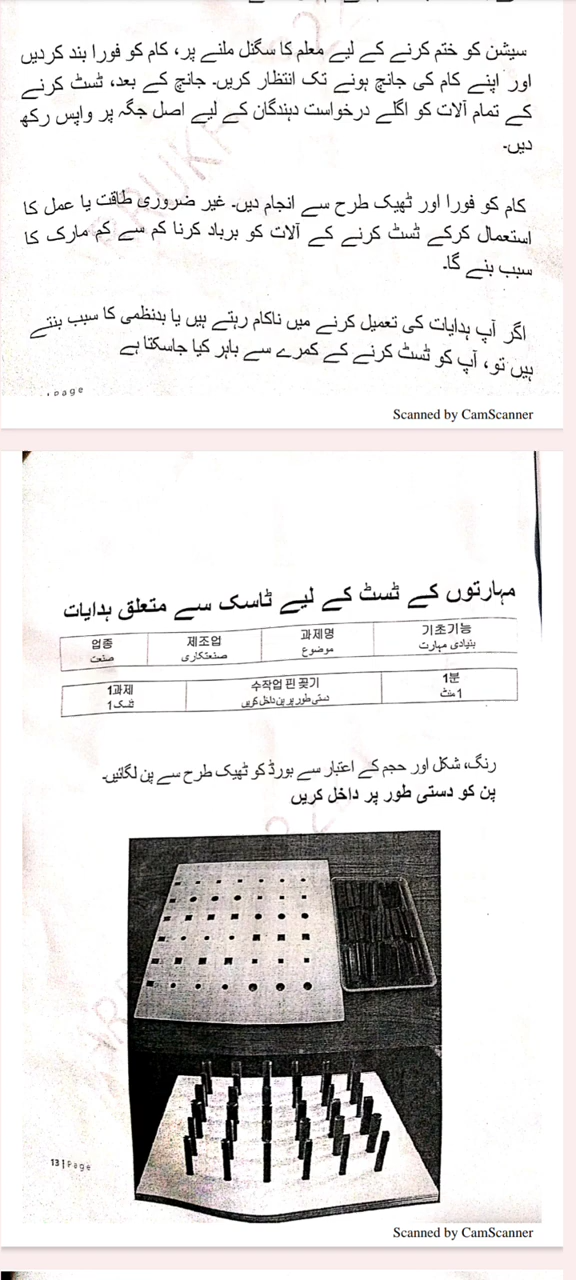 سیشن کو ختم کرنے کے لیے معلم کا سگنل ملنے پر، کام کو فورا بند کردیں
اور اپنے کام کی جانچ ہونے تک انتظار کریں۔ جانچ کے بعد، ٹسٹ کرنے
کے تمام آلات کو اگلے درخواست دہندگان کے لیے اصل جگہ پر واپس رکھ
دیں۔
کام کو فورا اور ٹھیک طرح سے انجام دیں۔ غیر ضروری طاقت یا عمل کا
استعمال کرکے ٹسٹ کرنے کے آلات کو برباد کرنا کم سے کم مارک کا
سبب بنے گا۔
اگر آپ ہدایات کی تعمیل کرنے میں ناکام رہتے ہیں یا بدنظمی کا سبب بنتے
ہیں تو، آپ کو ٹسٹ کرنے کے کمرے سے باہر کیا جاسکتا ہے
| Page
Scanned by CamScanner
مہارتوں کے ٹسٹ کے لیے ٹاسک سے متعلق ہدایات
업종 제조업 과제명 기초기능
صنعت صنعتکاری موضوع بنیادی مہارت
1과제 수작업 핀 꽂기 1분
ٹاسک 1 دستی طور پر پن داخل کریں 1 منٹ
رنگ، شکل اور حجم کے اعتبار سے بورڈ کو ٹھیک طرح سے پن لگائیں۔
پن کو دستی طور پر داخل کریں
13 | Page
Scanned by CamScanner